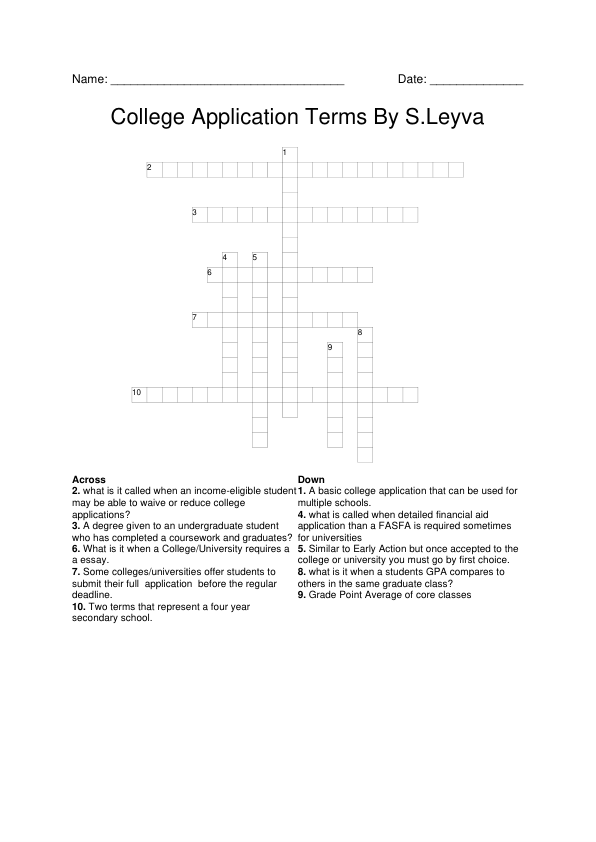 Name: ___________________________________ Date: ______________
College Application Terms By S.Leyva
1
2
3
4 5
6
7
8
9
10
Across
2. what is it called when an income-eligible student
may be able to waive or reduce college
applications?
3. A degree given to an undergraduate student
who has completed a coursework and graduates?
6. What is it when a College/University requires a
a essay.
7. Some colleges/universities offer students to
submit their full  application  before the regular
deadline.
10. Two terms that represent a four year
secondary school.
Down
1. A basic college application that can be used for
multiple schools.
4. what is called when detailed financial aid
application than a FASFA is required sometimes
for universities
5. Similar to Early Action but once accepted to the
college or university you must go by first choice.
8. what is it when a students GPA compares to
others in the same graduate class?
9. Grade Point Average of core classes